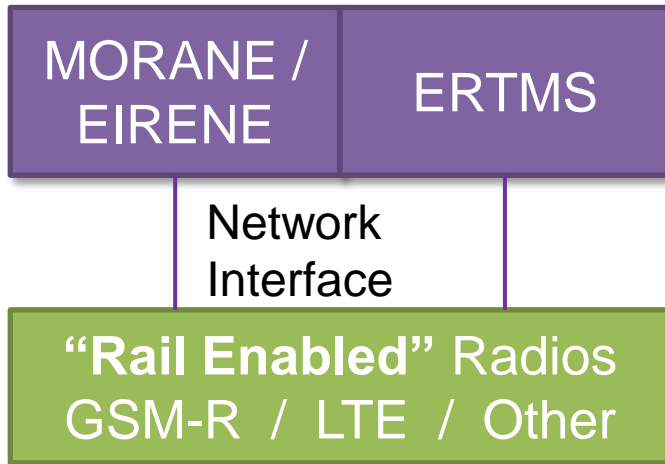 MORANE /
EIRENE
ERTMS
Network
Interface
“Rail Enabled” Radios
GSM-R / LTE / Other